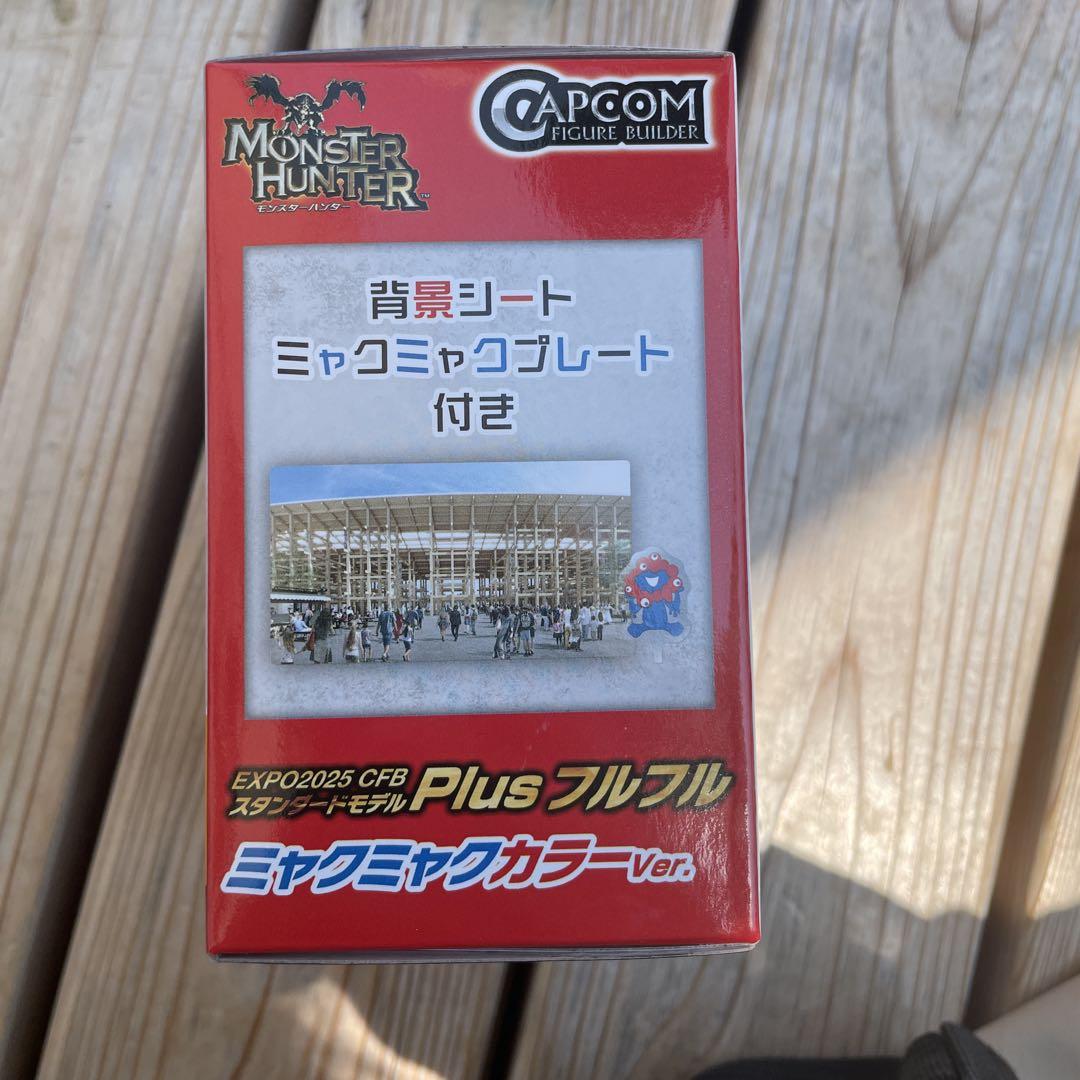 MONSTER
HUNTER™
モンスターハンター
CAPCOM
FIGURE BUILDER
背景シート
ミャクミャクプレート
付き
EXPO2025 CFB
スタンダードモデル Plus フルフル
ミャクミャクカラーVer.